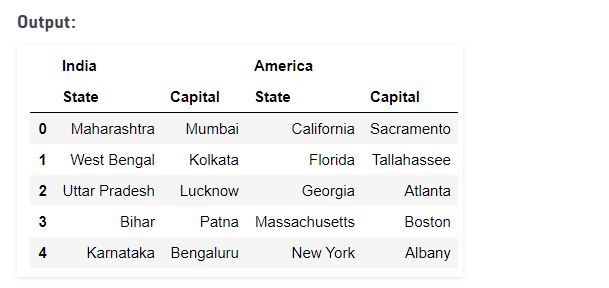 Output:
India America
State Capital State Capital
0 Maharashtra Mumbai California Sacramento
1 West Bengal Kolkata Florida Tallahassee
2 Uttar Pradesh Lucknow Georgia Atlanta
3 Bihar Patna Massachusetts Boston
4 Karnataka Bengaluru New York Albany